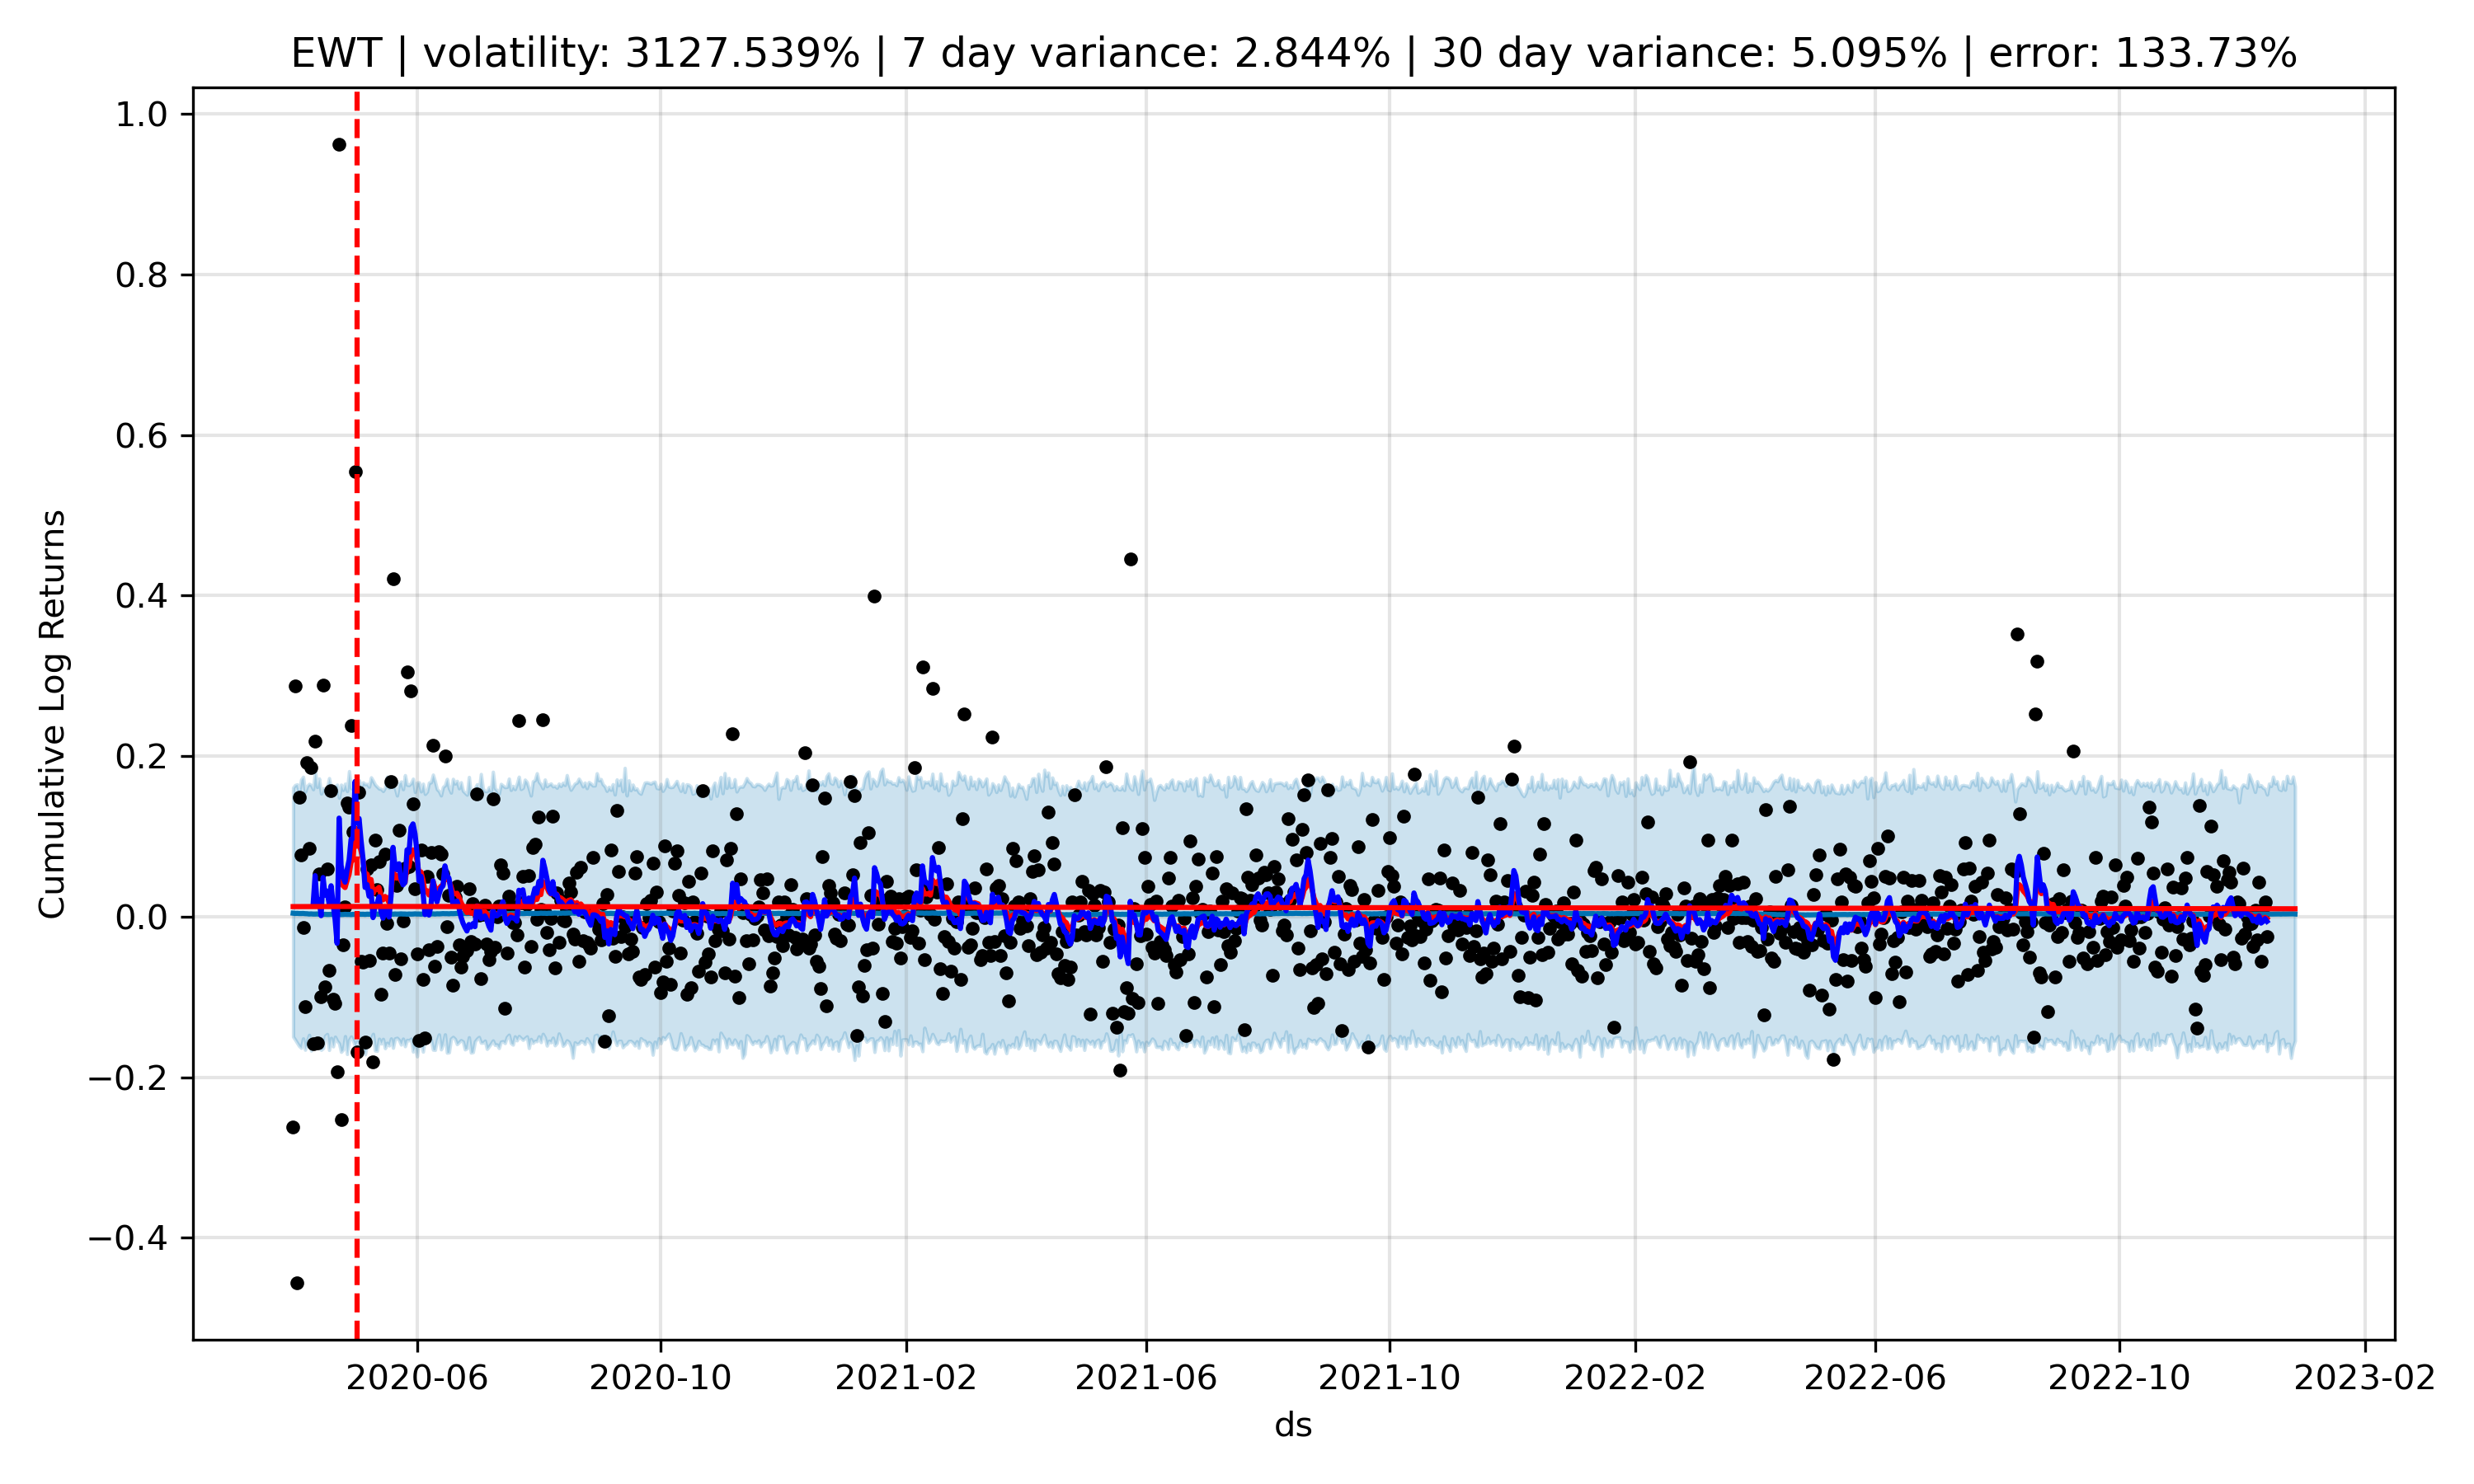 EWT | volatility: 3127.539% | 7 day variance: 2.844% | 30 day variance: 5.095% | error: 133.73%
1.0
0.8
0.6
0.4
0.2
0.0
−0.2
−0.4
Cumulative Log Returns
2020-06 2020-10 2021-02 2021-06 2021-10 2022-02 2022-06 2022-10 2023-02
ds